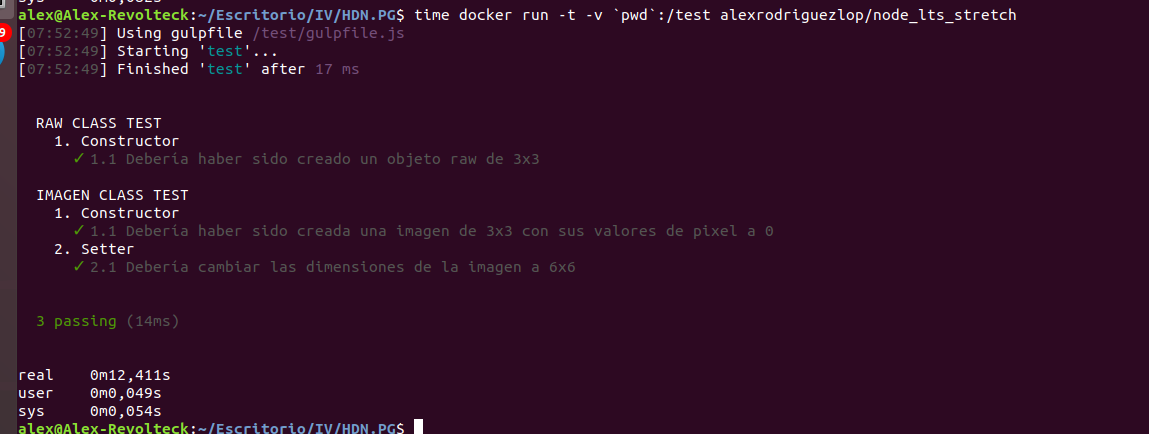 alex@Alex-Revolteck:~/Escritorio/IV/HDN.PG$ time docker run -t -v `pwd`:/test alexrodriguezlop/node_lts_stretch
[07:52:49] Using gulpfile /test/gulpfile.js
[07:52:49] Starting 'test'...
[07:52:49] Finished 'test' after 17 ms
RAW CLASS TEST
1. Constructor
✓ 1.1 Deberia haber sido creado un objeto raw de 3x3
IMAGEN CLASS TEST
1. Constructor
✓ 1.1 Deberia haber sido creada una imagen de 3x3 con sus valores de pixel a 0
2. Setter
✓ 2.1 Deberia cambiar las dimensiones de la imagen a 6x6
3 passing (14ms)
real 0m12,411s
user 0m0,049s
sys 0m0,054s
alex@Alex-Revolteck:~/Escritorio/IV/HDN.PG$